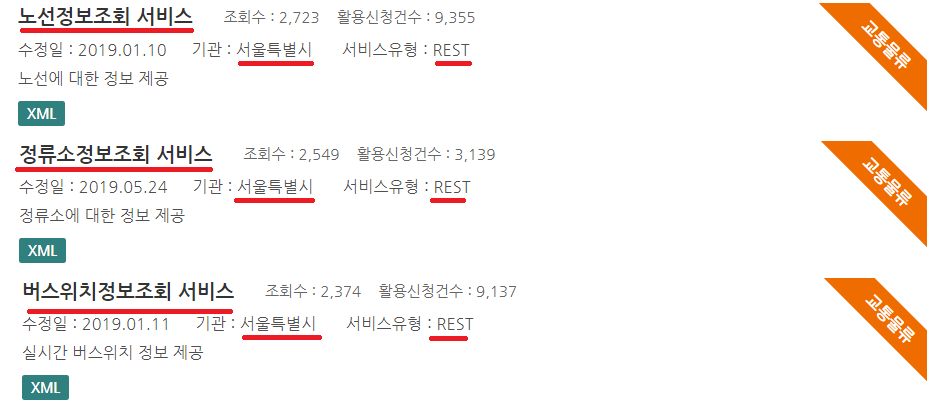 노선정보조회 서비스 조회수 : 2,723 활용신청건수 : 9,355
수정일 : 2019.01.10 기관 : 서울특별시 서비스유형 : REST
노선에 대한 정보 제공
XML
교통물류
정류소정보조회 서비스 조회수 : 2,549 활용신청건수 : 3,139
수정일 : 2019.05.24 기관 : 서울특별시 서비스유형 : REST
정류소에 대한 정보 제공
XML
교통물류
버스위치정보조회 서비스 조회수 : 2,374 활용신청건수 : 9,137
수정일 : 2019.01.11 기관 : 서울특별시 서비스유형 : REST
실시간 버스위치 정보 제공
XML
교통물류